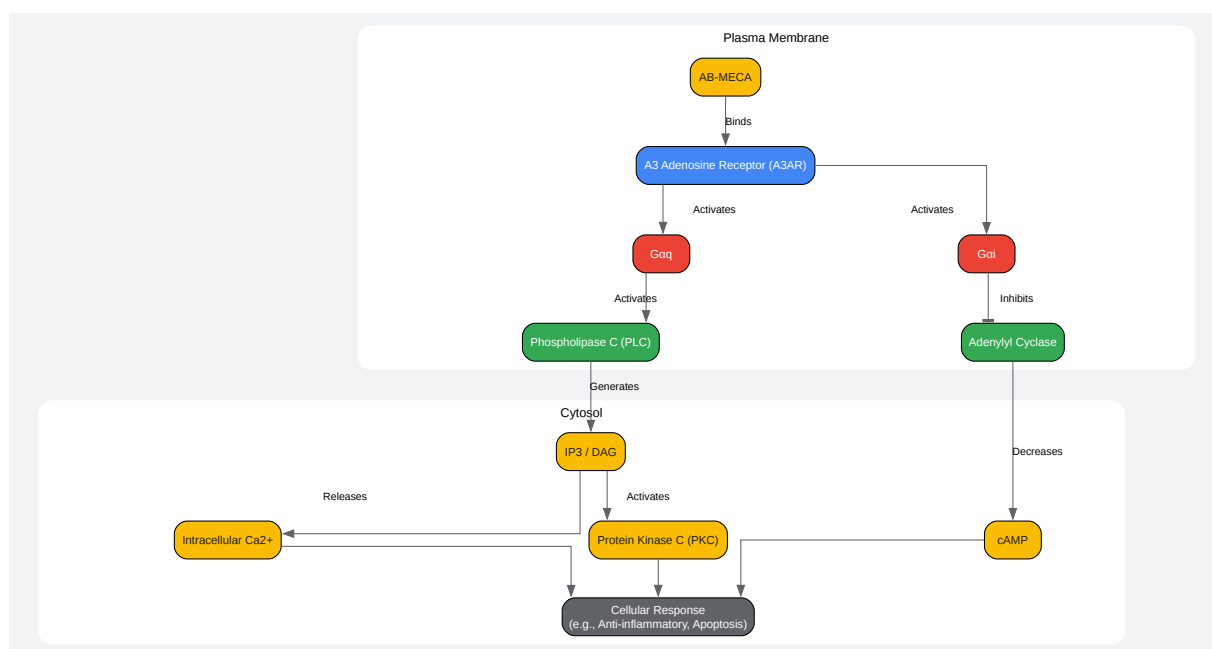 Plasma Membrane
AB-MECA
Binds
A3 Adenosine Receptor (A3AR)
Activates
Activates
Gαq
Gαi
Activates
Inhibits
Phospholipase C (PLC)
Adenylyl Cyclase
Generates
Cytosol
IP3 / DAG
Decreases
Releases
Activates
Intracellular Ca2+
Protein Kinase C (PKC)
cAMP
Cellular Response
(e.g., Anti-inflammatory, Apoptosis)